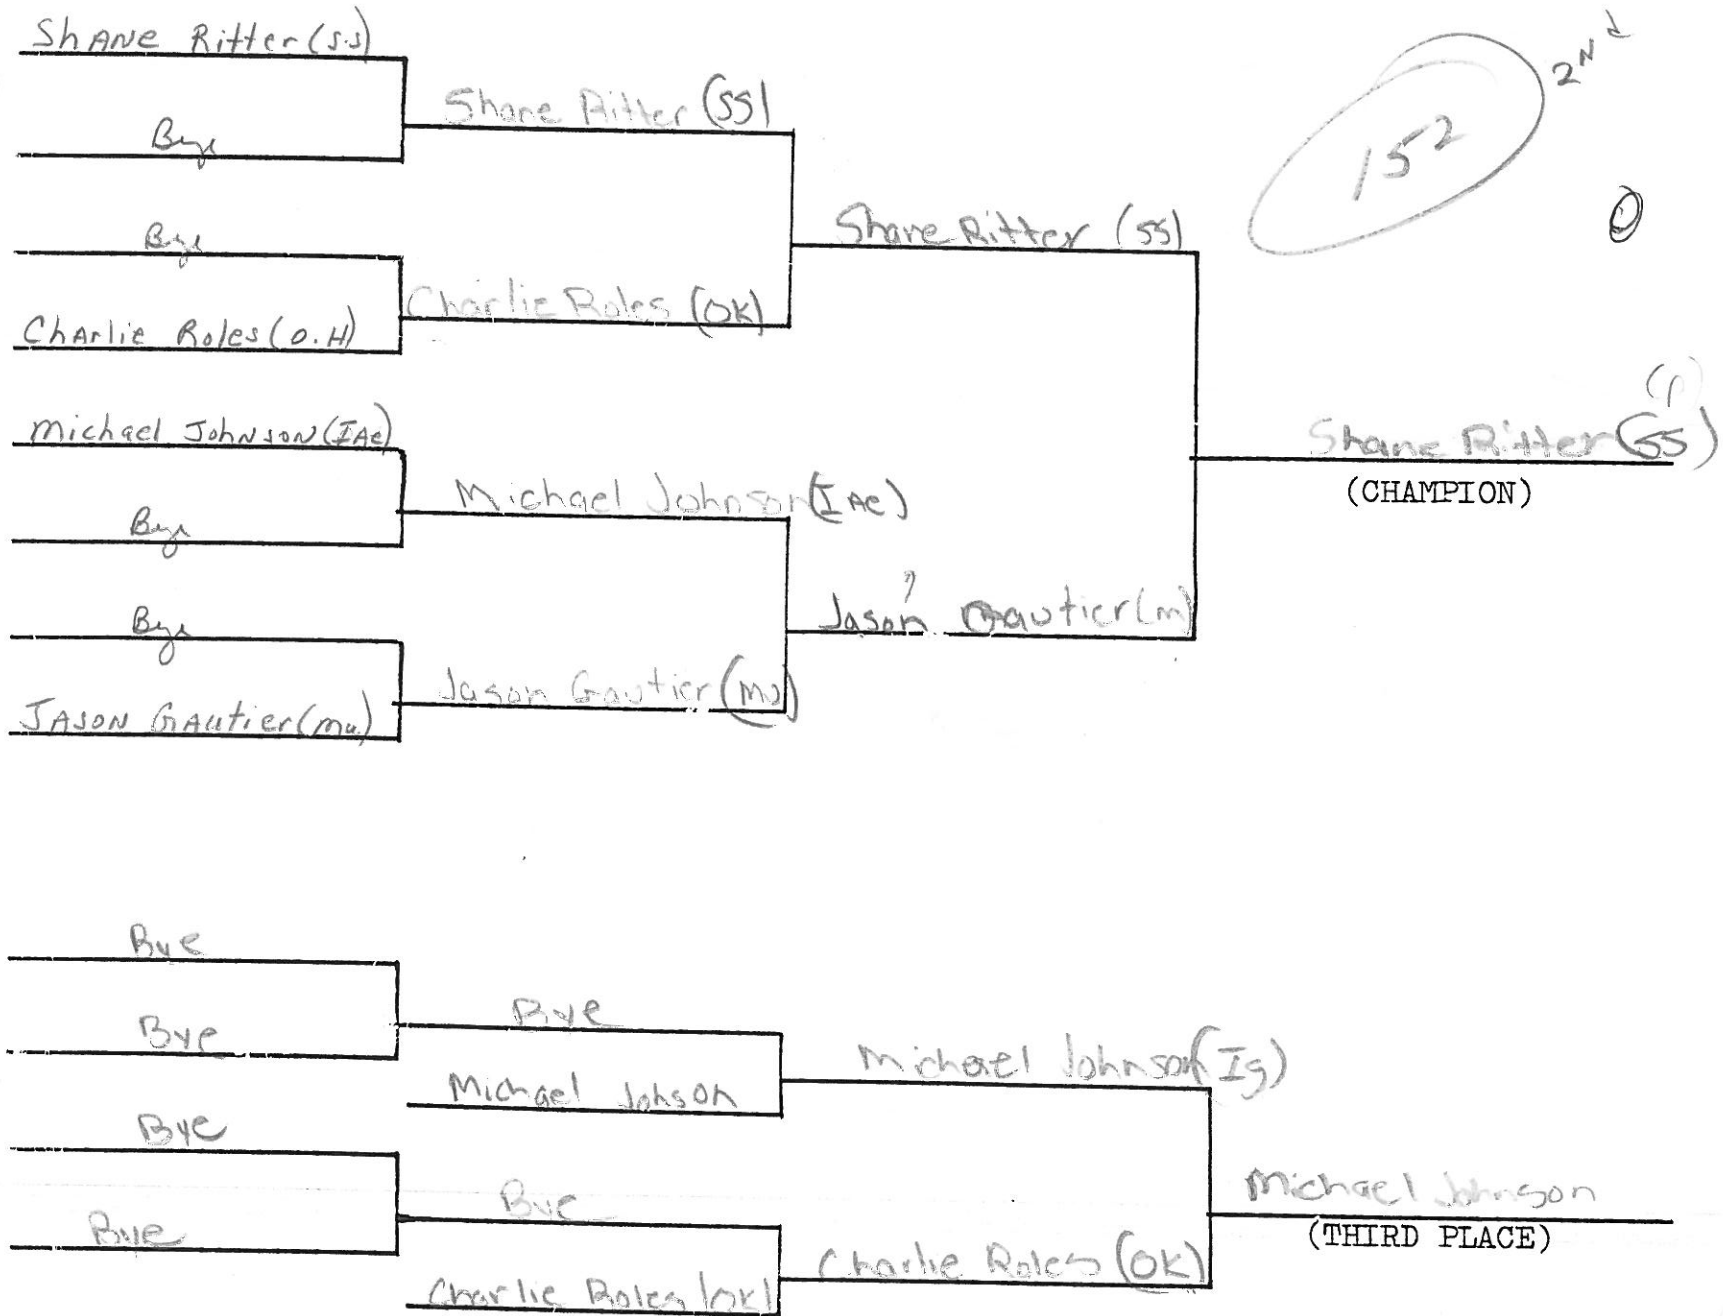 Shane Ritter (S.S)
2nd
Shane Ritter (SS)
Bye
152
Bye
Shane Ritter (SS)
Charlie Roles (OK)
Charlie Roles (O.H)
Michael Johnson (IAe)
Shane Ritter (SS)
(CHAMPION)
Michael Johnson (IAe)
Bye
Bye
Jason Gautier (m)
Jason Gautier (MU)
Jason Gautier (Mu.)
Bye
Bye
Bye
Michael Johnson (Ig)
Michael Johson
Bye
Bye
Michael Johnson
(THIRD PLACE)
Bye
Charlie Roles (OK)
Charlie Roles (OK)